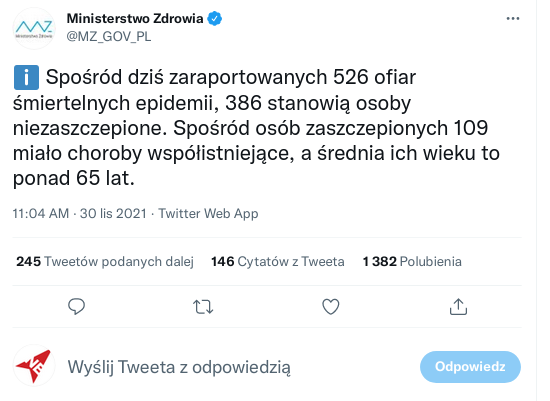 Ministerstwo Zdrowia
@MZ_GOV_PL
Ministerstwo Zdrowia
i Spośród dziś zaraportowanych 526 ofiar
śmiertelnych epidemii, 386 stanowią osoby
niezaszczepione. Spośród osób zaszczepionych 109
miało choroby współistniejące, a średnia ich wieku to
ponad 65 lat.
11:04 AM · 30 lis 2021 · Twitter Web App
245 Tweetów podanych dalej 146 Cytatów z Tweeta 1 382 Polubienia
Wyślij Tweeta z odpowiedzią
Odpowiedz